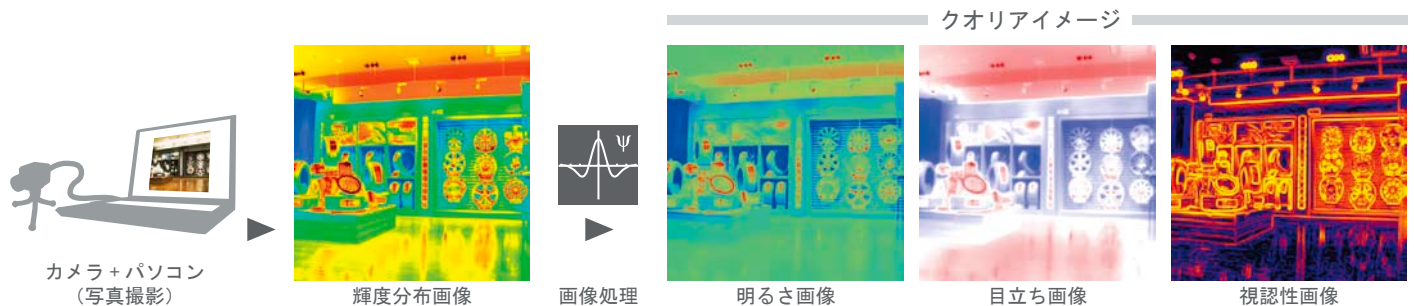 クオリアイメージ
ψ
カメラ + パソコン
（写真撮影）
輝度分布画像
画像処理
明るさ画像
目立ち画像
視認性画像